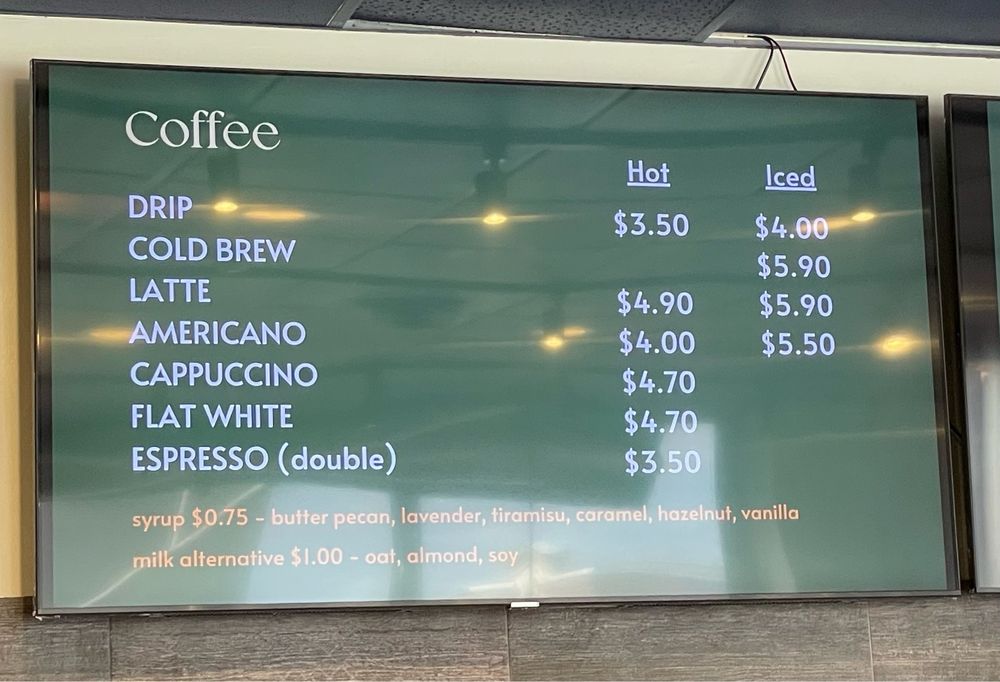 Coffee
Hot Iced
DRIP $3.50 $4.00
COLD BREW $5.90
LATTE $4.90 $5.90
AMERICANO $4.00 $5.50
CAPPUCCINO $4.70
FLAT WHITE $4.70
ESPRESSO (double) $3.50
syrup $0.75 - butter pecan, lavender, tiramisu, caramel, hazelnut, vanilla
milk alternative $1.00 - oat, almond, soy